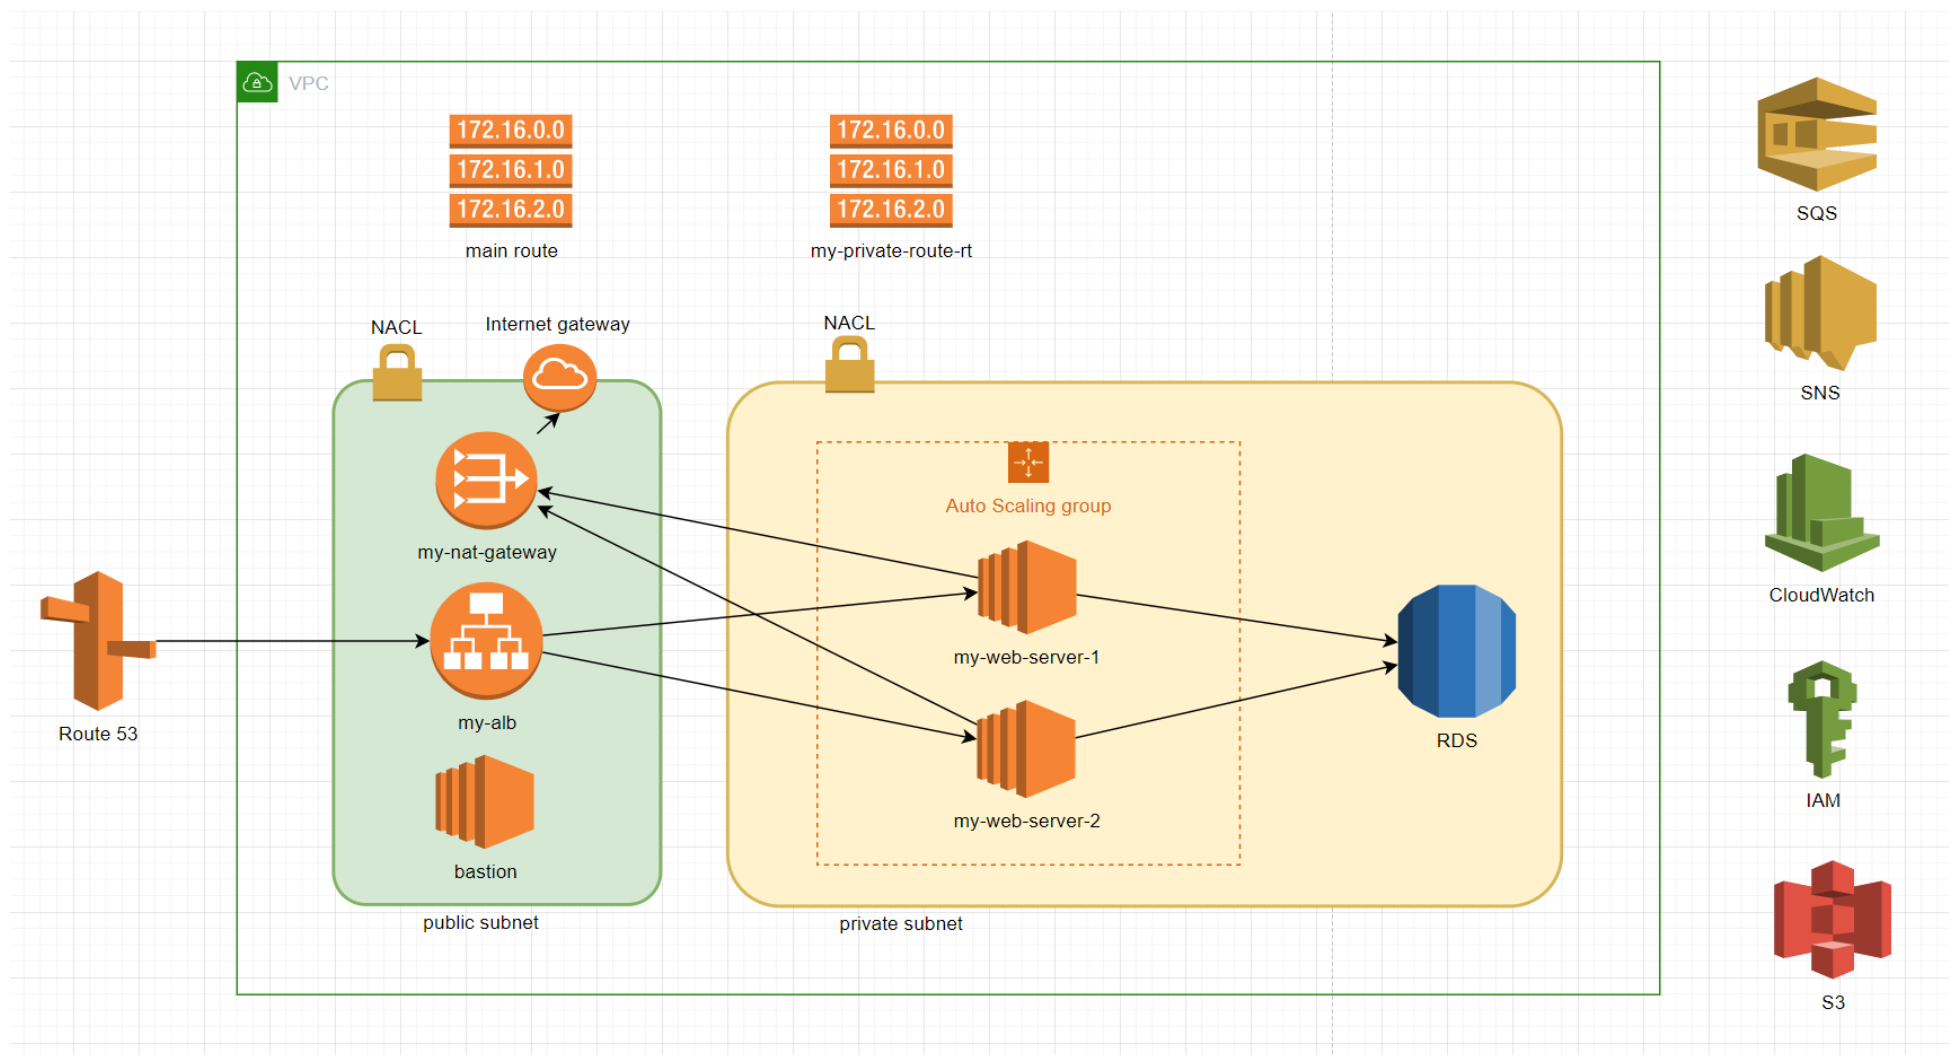 VPC
172.16.0.0
172.16.1.0
172.16.2.0
main route
172.16.0.0
172.16.1.0
172.16.2.0
my-private-route-rt
NACL
Internet gateway
NACL
Auto Scaling group
my-nat-gateway
my-web-server-1
my-alb
Route 53
my-web-server-2
RDS
bastion
public subnet
private subnet
SQS
SNS
CloudWatch
IAM
S3